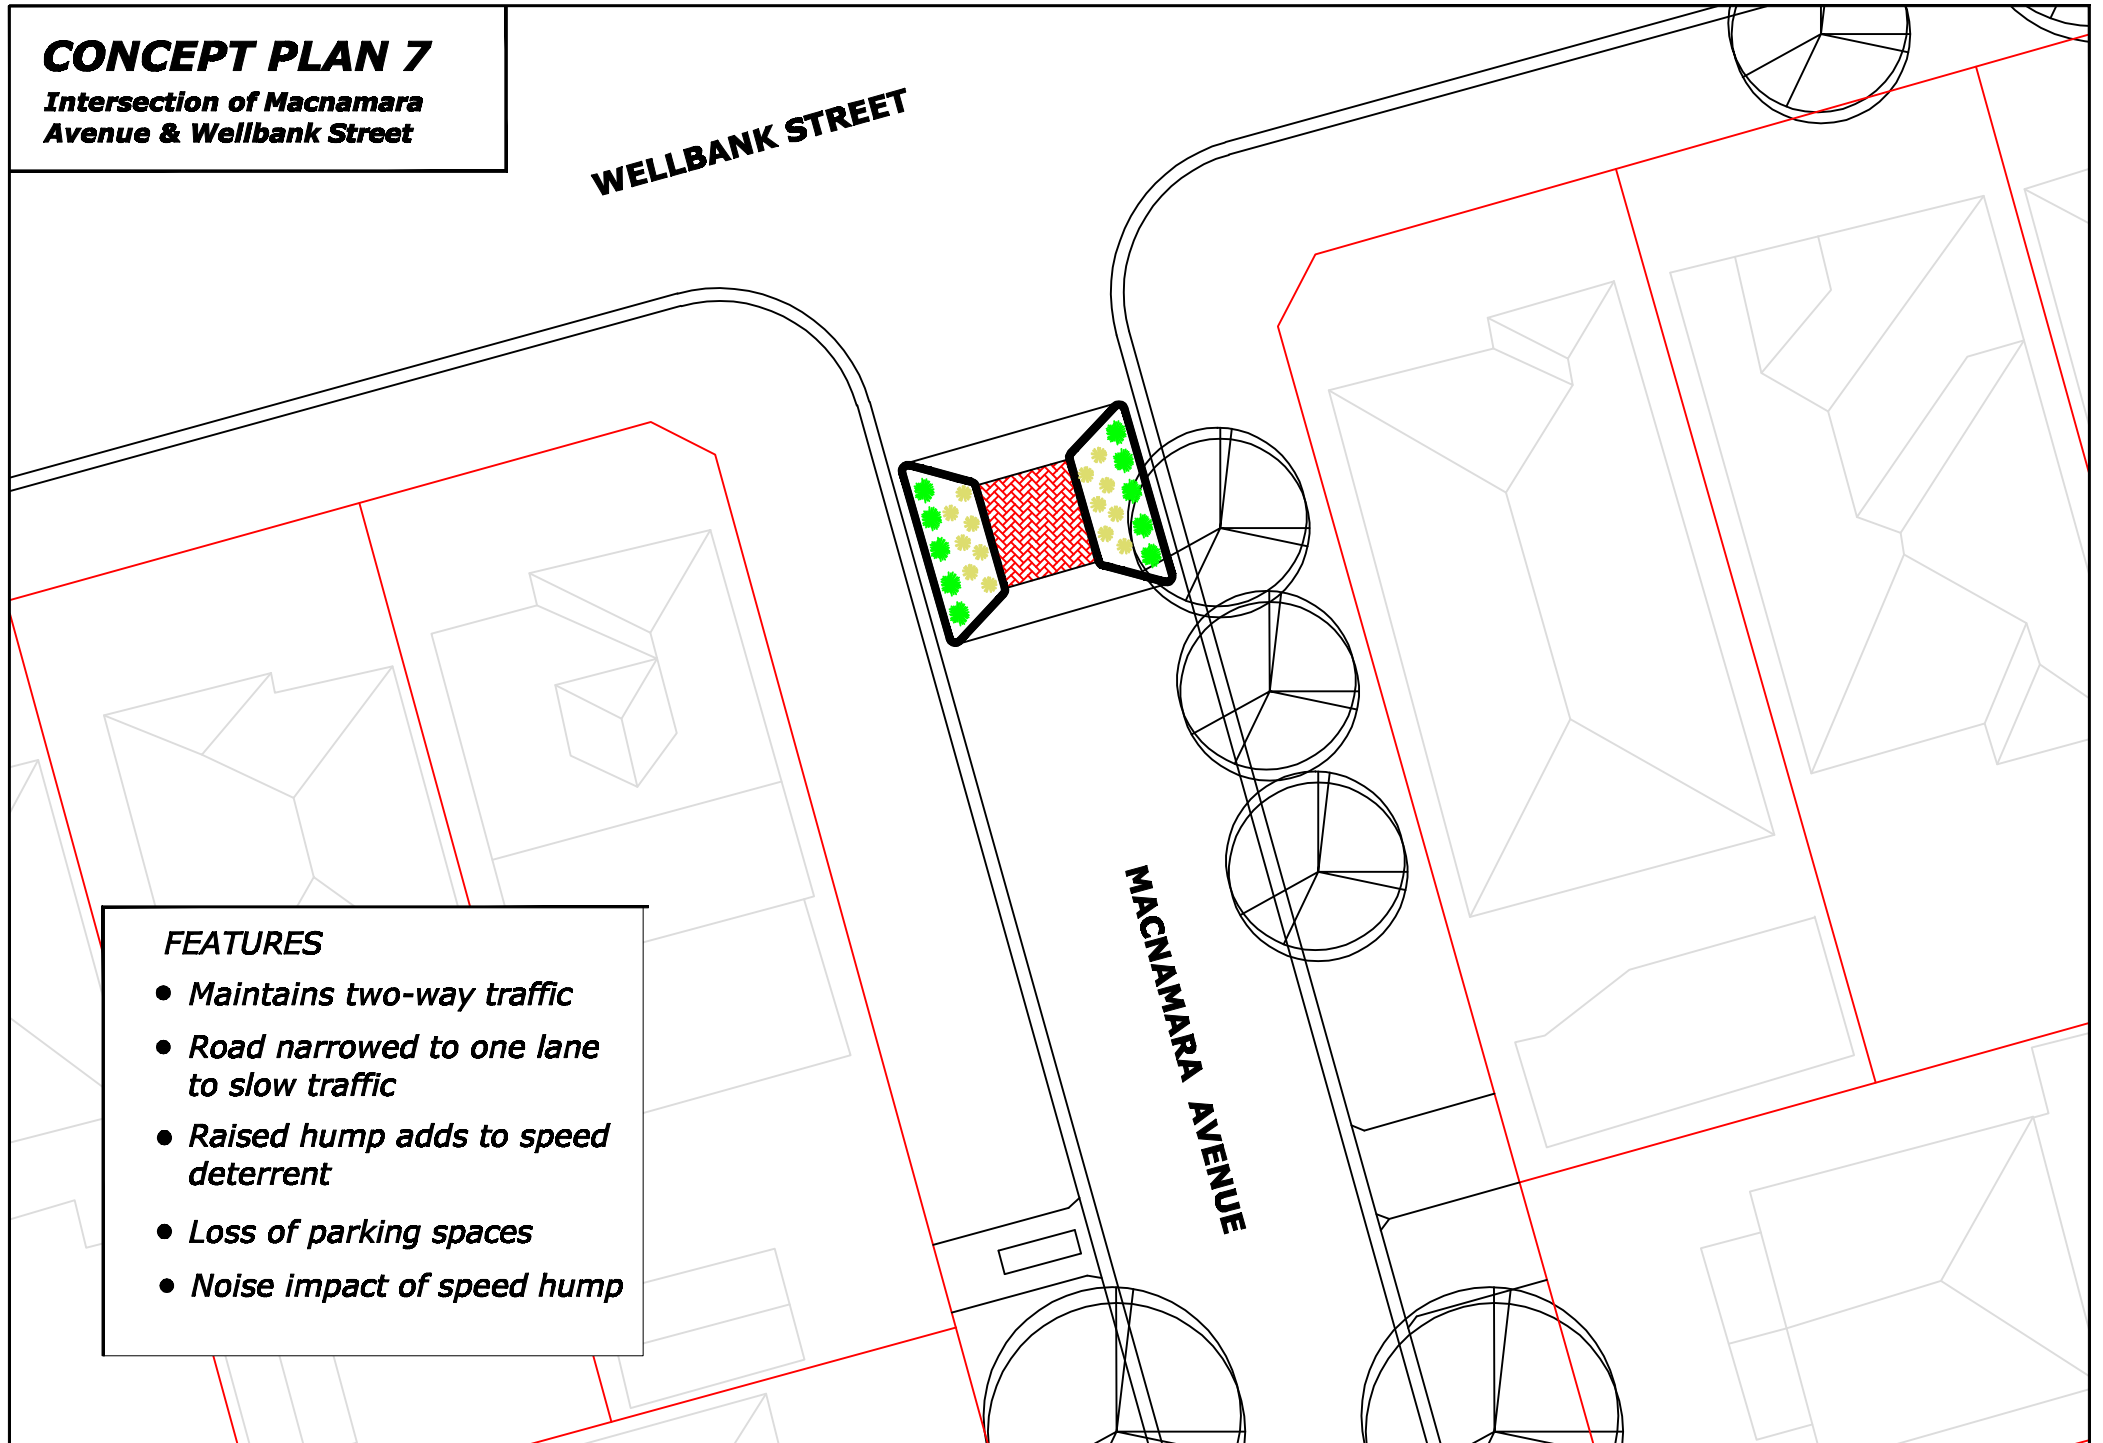 CONCEPT PLAN 7
Intersection of Macnamara
Avenue & Wellbank Street
WELLBANK STREET
MACNAMARA AVENUE
FEATURES
● Maintains two-way traffic
● Road narrowed to one lane
to slow traffic
● Raised hump adds to speed
deterrent
● Loss of parking spaces
● Noise impact of speed hump